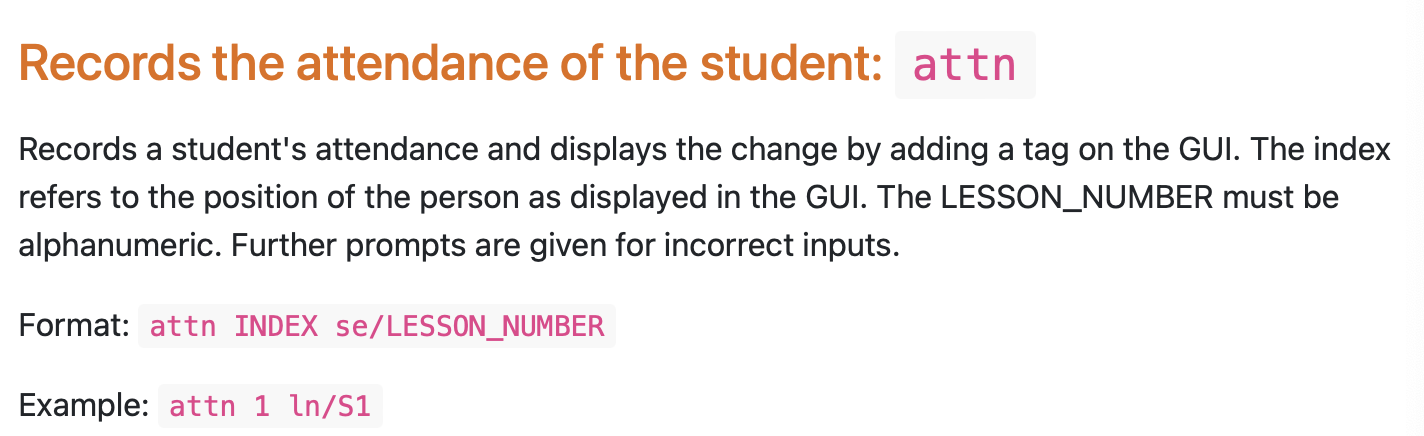 Records the attendance of the student: attn
Records a student's attendance and displays the change by adding a tag on the GUI. The index
refers to the position of the person as displayed in the GUI. The LESSON_NUMBER must be
alphanumeric. Further prompts are given for incorrect inputs.
Format: attn INDEX se/LESSON_NUMBER
Example: attn 1 ln/S1